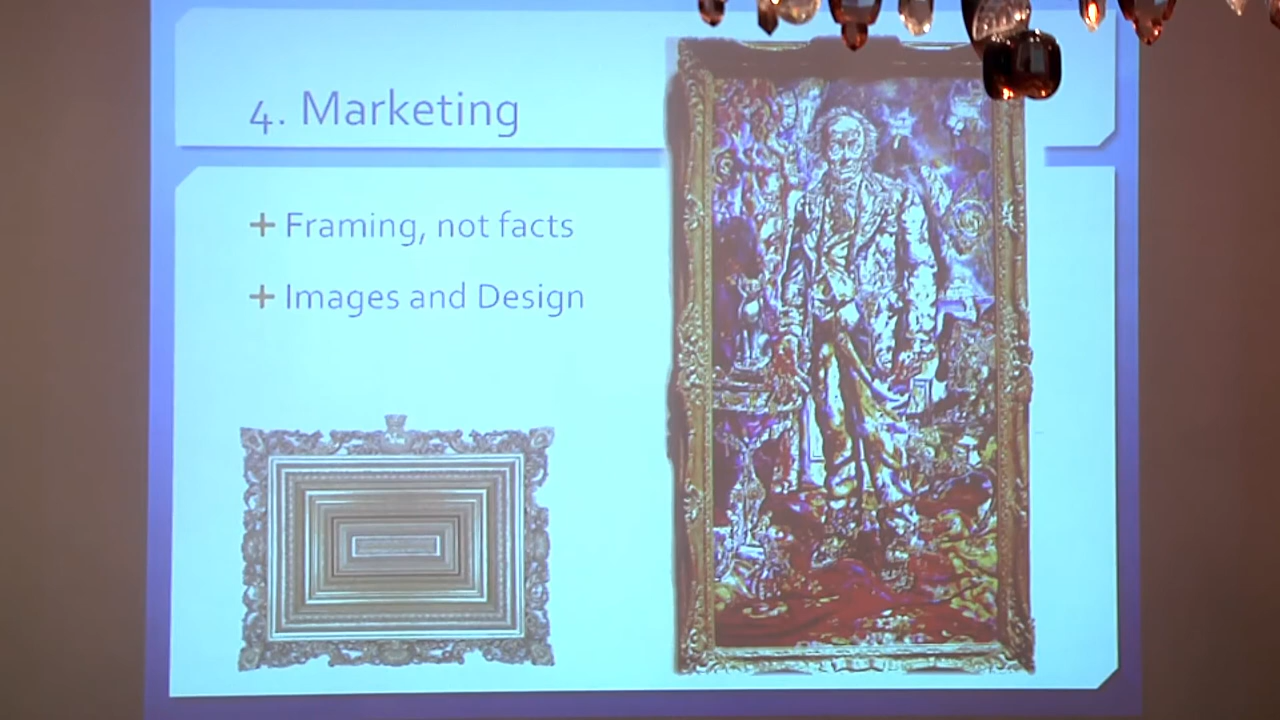 4. Marketing
+ Framing, not facts
+ Images and Design